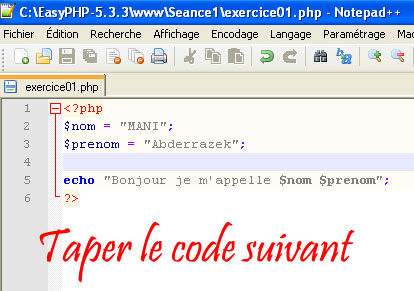 C:\EasyPHP-5.3.3\www\Seance1\exercice01.php - Notepad++
Fichier Édition Recherche Affichage Encodage Langage Paramétrage Mac
exercice01.php
1 <?php
2 $nom = "MANI";
3 $prenom = "Abderrazek";
4
5 echo "Bonjour je m'appelle $nom $prenom";
6 ?>
Taper le code suivant